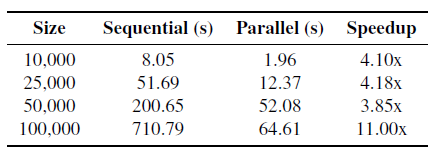 Size Sequential (s) Parallel (s) Speedup
10,000 8.05 1.96 4.10x
25,000 51.69 12.37 4.18x
50,000 200.65 52.08 3.85x
100,000 710.79 64.61 11.00x